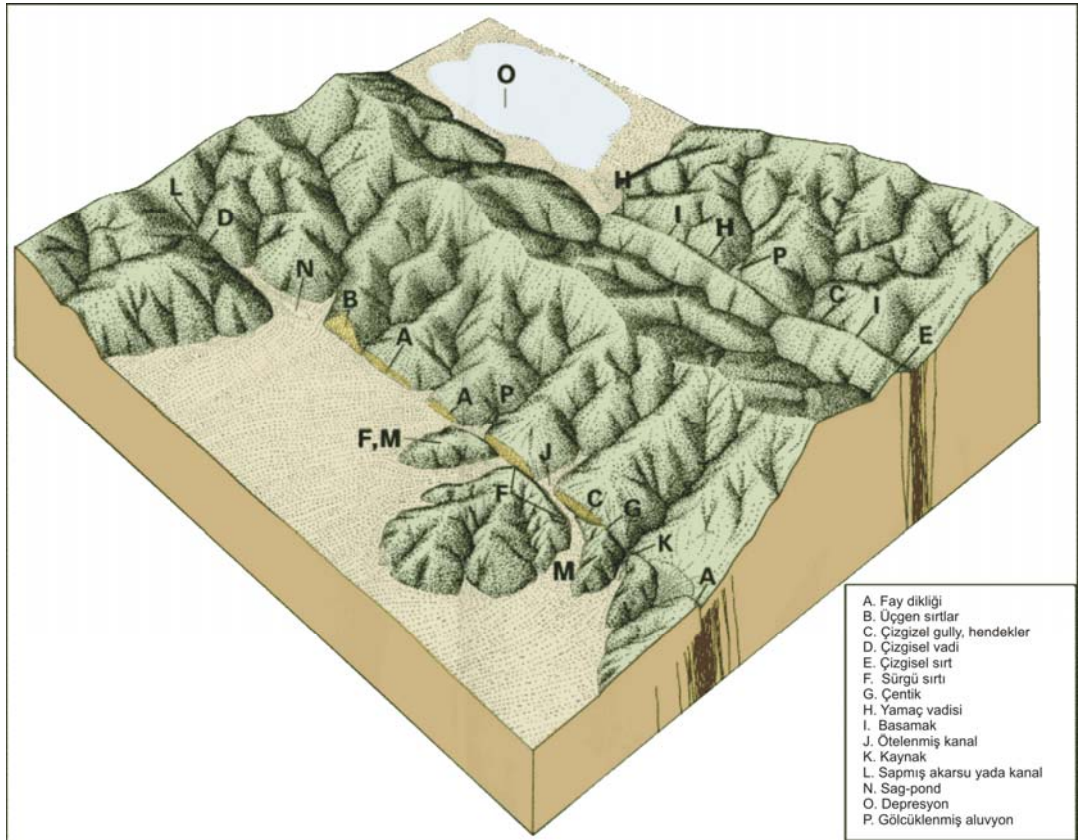 O
H
L
I
D
H
P
N
C
I
B
A
E
A
P
F,M
J
F
C
G
K
M
A
A. Fay dikliği
B. Üçgen sırtlar
C. Çizgizel gully, hendekler
D. Çizgisel vadi
E. Çizgisel sırt
F. Sürgü sırtı
G. Çentik
H. Yamaç vadisi
I. Basamak
J. Ötelenmiş kanal
K. Kaynak
L. Sapmış akarsu yada kanal
N. Sag-pond
O. Depresyon
P. Gölcüklenmiş aluvyon